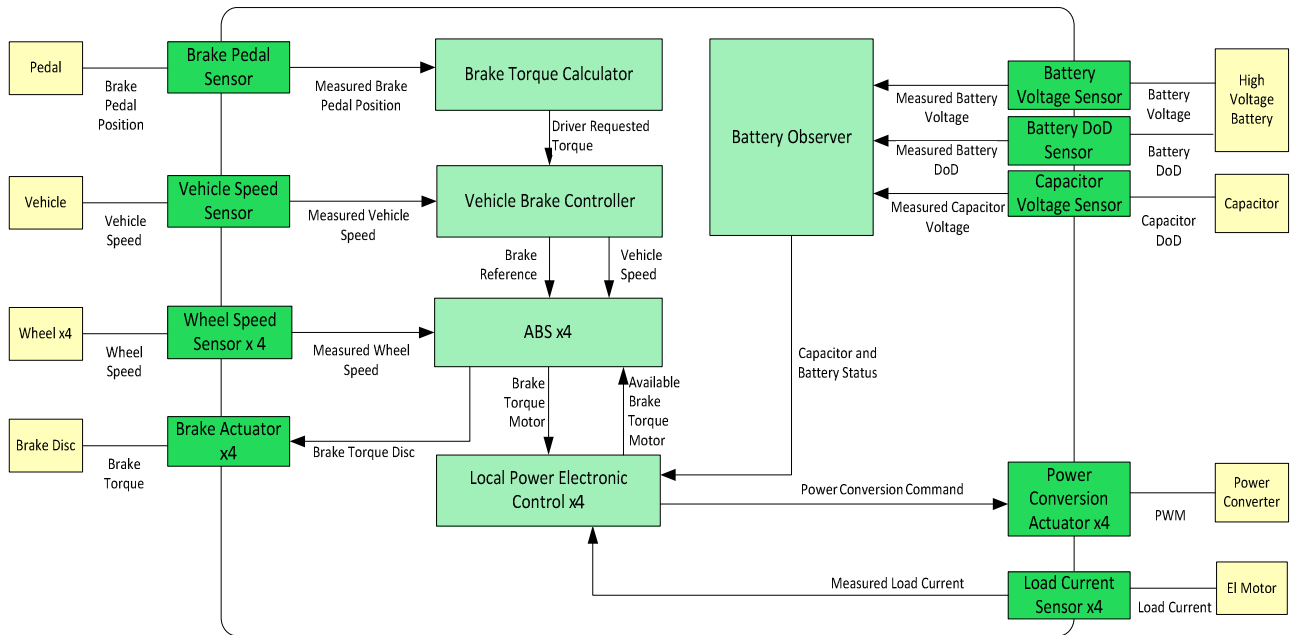 Pedal
Brake
Pedal
Position
Brake Pedal
Sensor
Measured Brake
Pedal Position
Brake Torque Calculator
Driver Requested
Torque
Battery Observer
Measured Battery
Voltage
Battery
Voltage Sensor
Battery
Voltage
High
Voltage
Battery
Measured Battery
DoD
Battery DoD
Sensor
Battery
DoD
Measured Capacitor
Voltage
Capacitor
Voltage Sensor
Capacitor
DoD
Capacitor
Vehicle
Vehicle
Speed
Vehicle Speed
Sensor
Measured Vehicle
Speed
Vehicle Brake Controller
Brake
Reference
Vehicle
Speed
Wheel x4
Wheel
Speed
Wheel Speed
Sensor x 4
Measured Wheel
Speed
ABS x4
Capacitor and
Battery Status
Brake
Torque
Motor
Available
Brake
Torque
Motor
Brake Disc
Brake
Torque
Brake Actuator
x4
Brake Torque Disc
Local Power Electronic
Control x4
Power Conversion Command
Power
Conversion
Actuator x4
PWM
Power
Converter
Measured Load Current
Load Current
Sensor x4
Load Current
El Motor